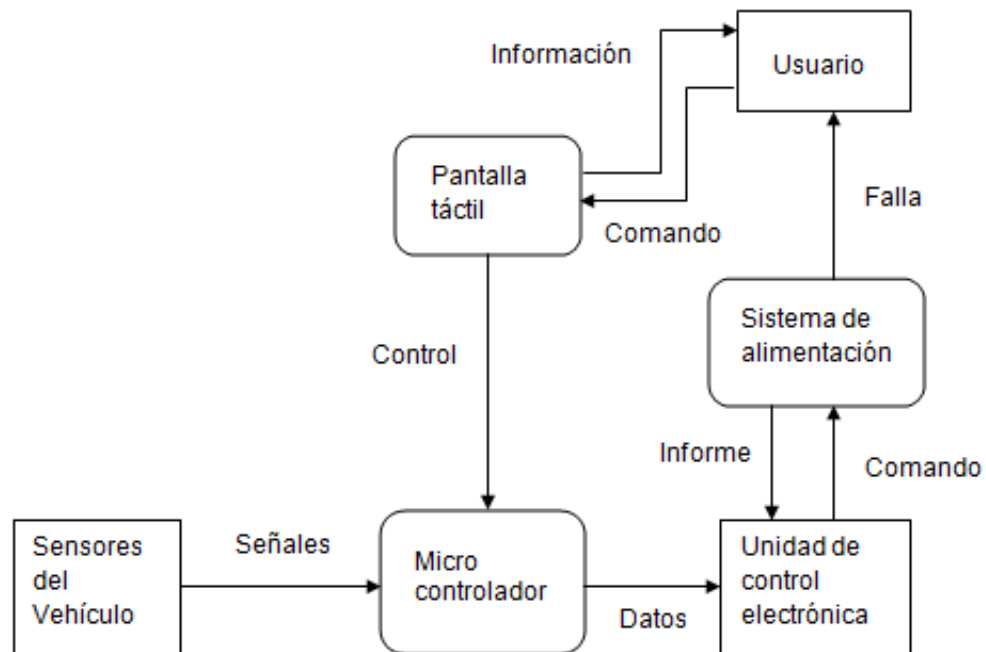 Información
Usuario
Pantalla
táctil
Comando
Falla
Sistema de
alimentación
Control
Informe
Comando
Sensores
del
Vehículo
Señales
Micro
controlador
Datos
Unidad de
control
electrónica